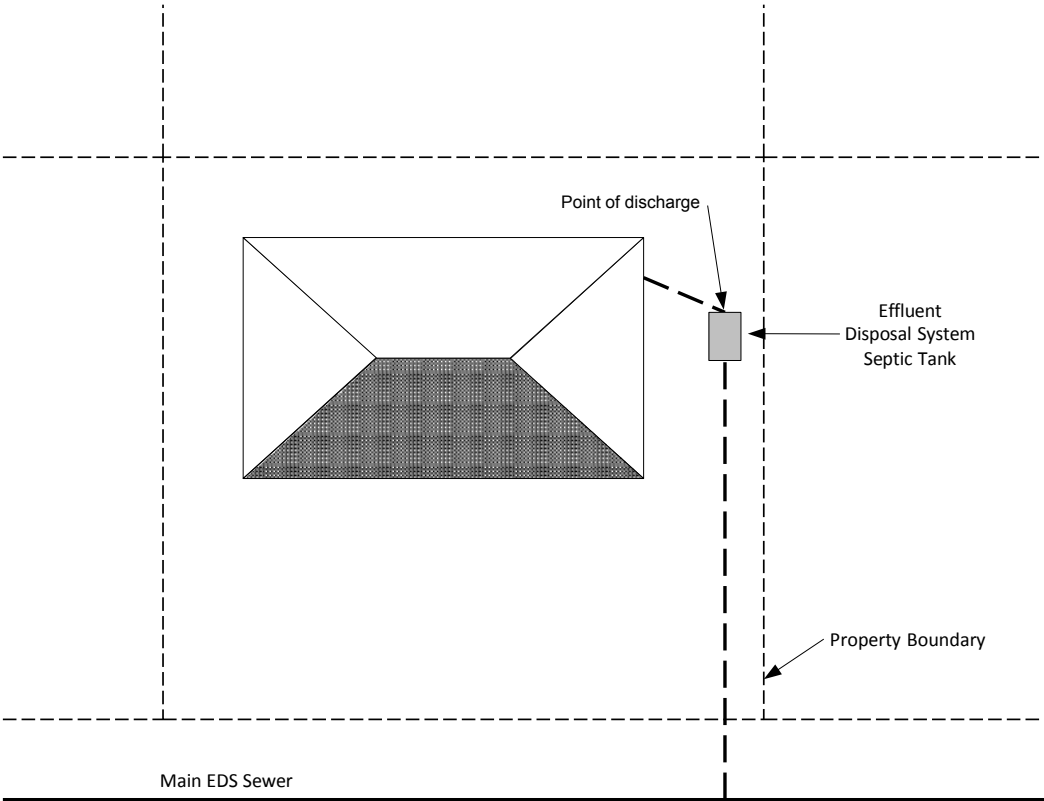 Point of discharge
Effluent
Disposal System
Septic Tank
Property Boundary
Main EDS Sewer